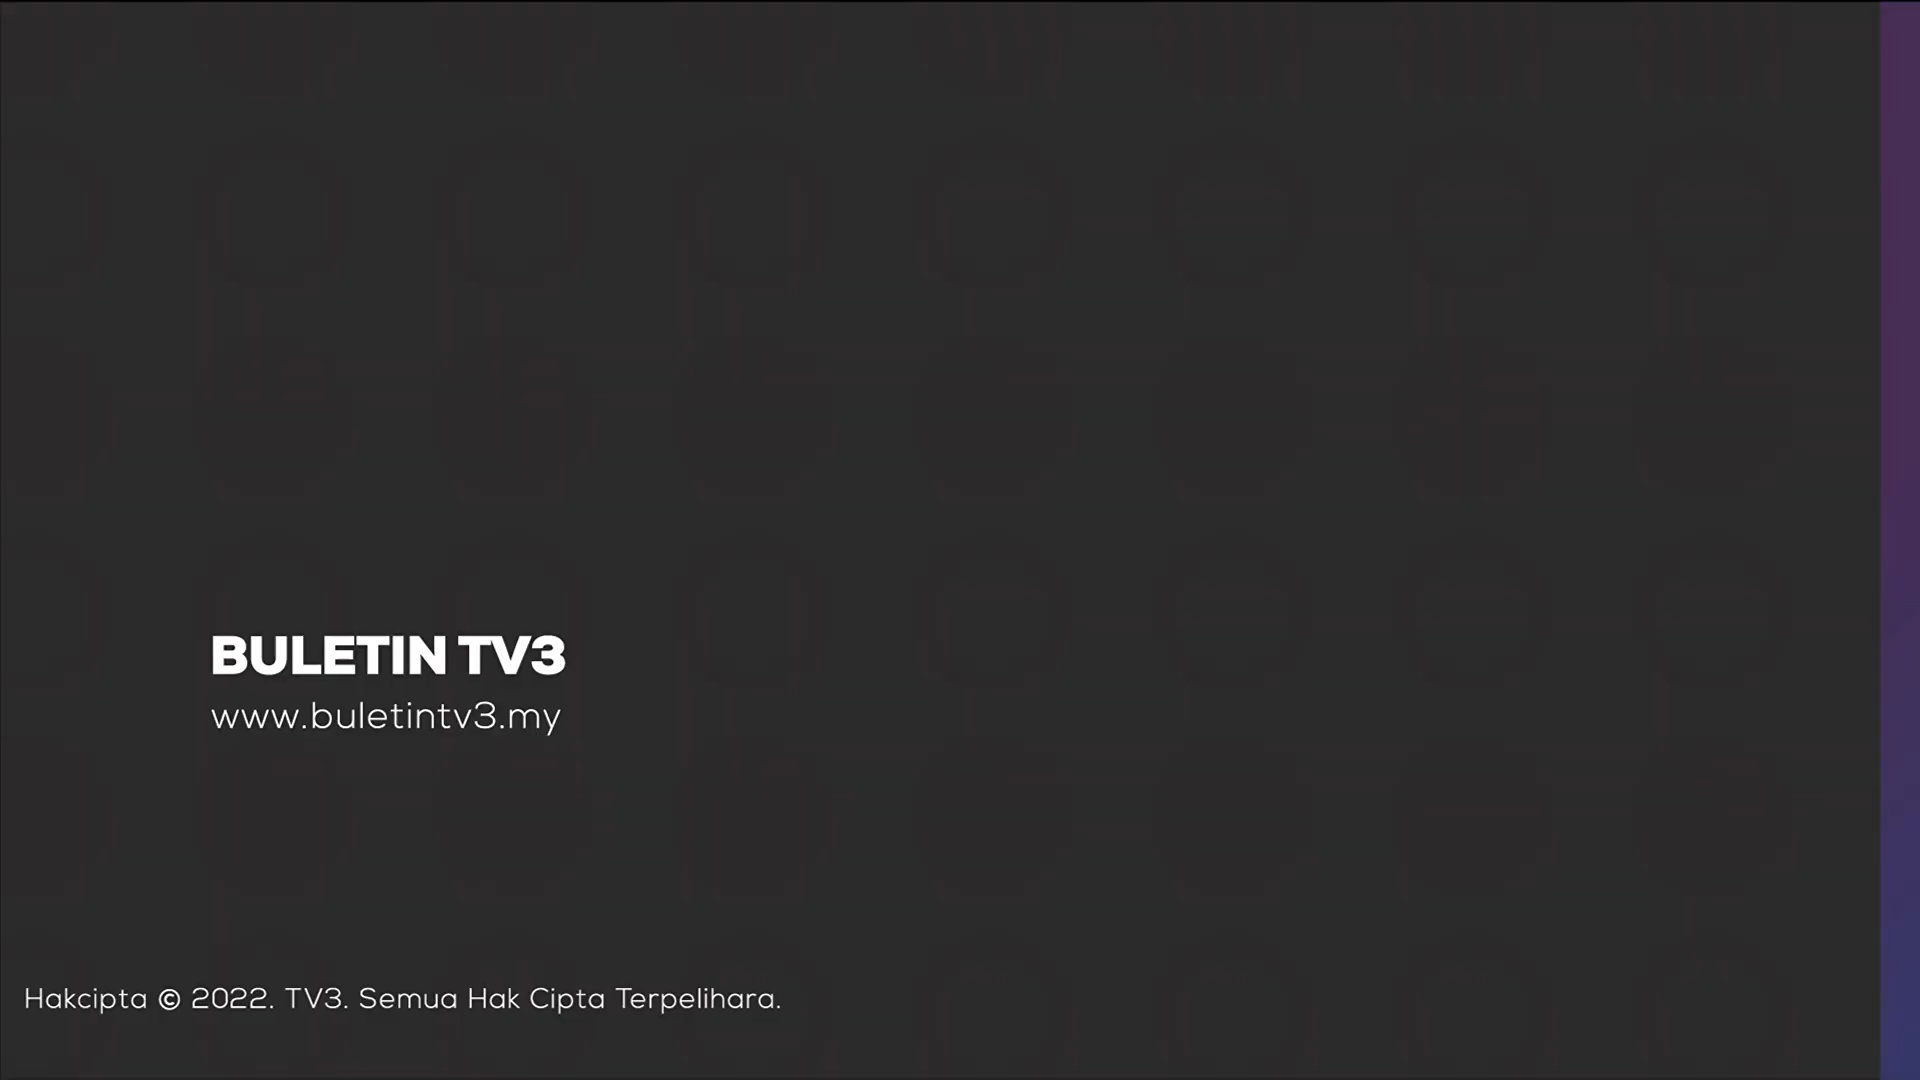 BULETIN TV3
www.buletintv3.my
Hakcipta © 2022. TV3. Semua Hak Cipta Terpelihara.